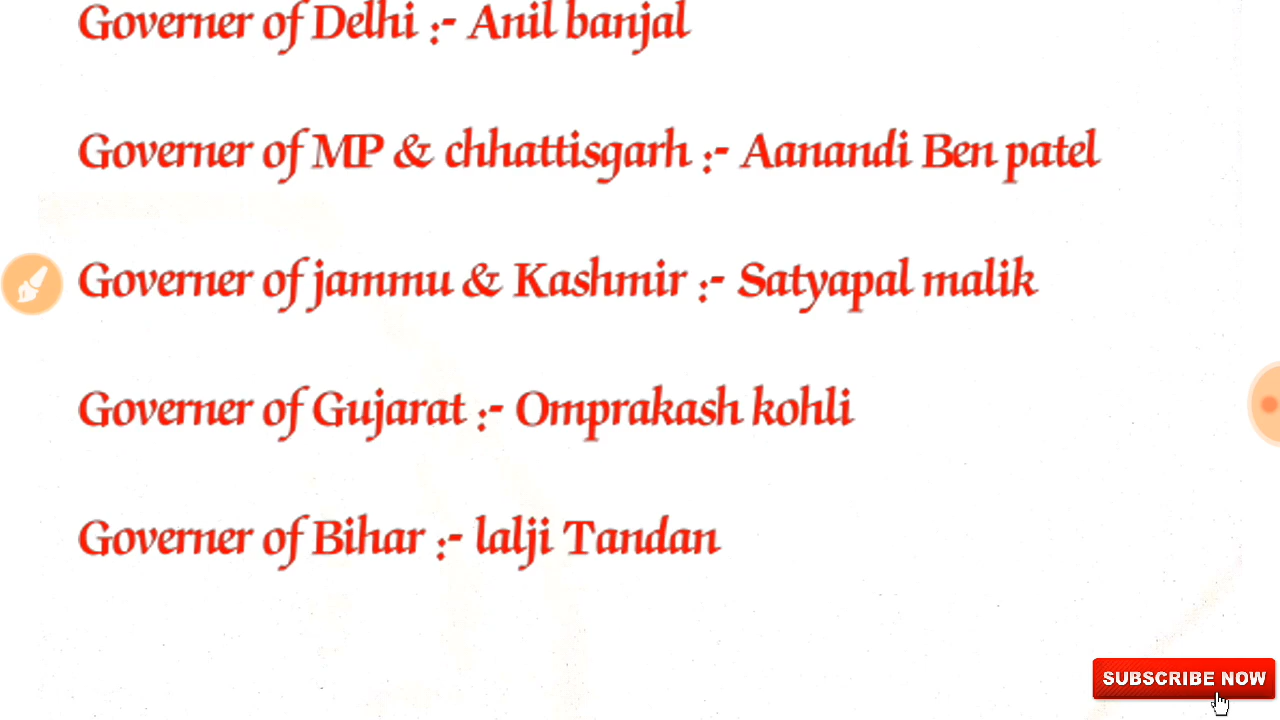 Governer of Delhi :- Anil banjal
Governer of MP & chhattisgarh :- Aanandi Ben patel
Governer of jammu & Kashmir :- Satyapal malik
Governer of Gujarat :- Omprakash kohli
Governer of Bihar :- lalji Tandan
SUBSCRIBE NOW